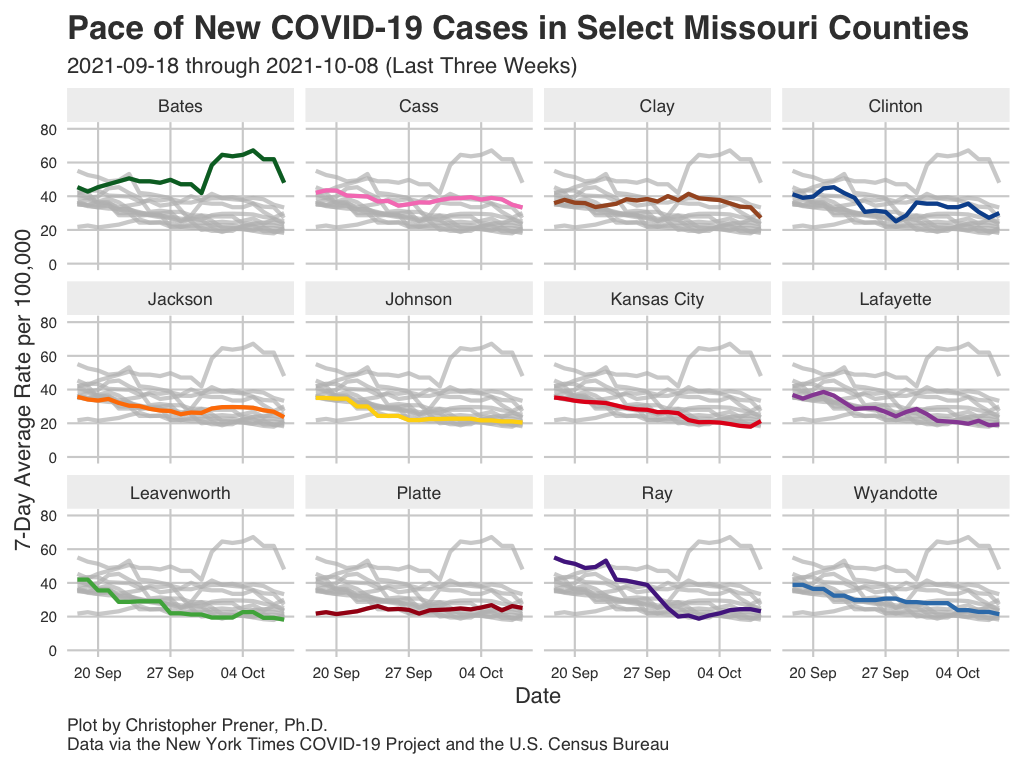 Pace of New COVID-19 Cases in Select Missouri Counties
2021-09-18 through 2021-10-08 (Last Three Weeks)
Bates Cass Clay Clinton
80
60
40
20
0
Jackson Johnson Kansas City Lafayette
80
60
40
20
0
Leavenworth Platte Ray Wyandotte
80
60
40
20
0
7-Day Average Rate per 100,000
20 Sep 27 Sep 04 Oct 20 Sep 27 Sep 04 Oct 20 Sep 27 Sep 04 Oct 20 Sep 27 Sep 04 Oct
Date
Plot by Christopher Prener, Ph.D.
Data via the New York Times COVID-19 Project and the U.S. Census Bureau